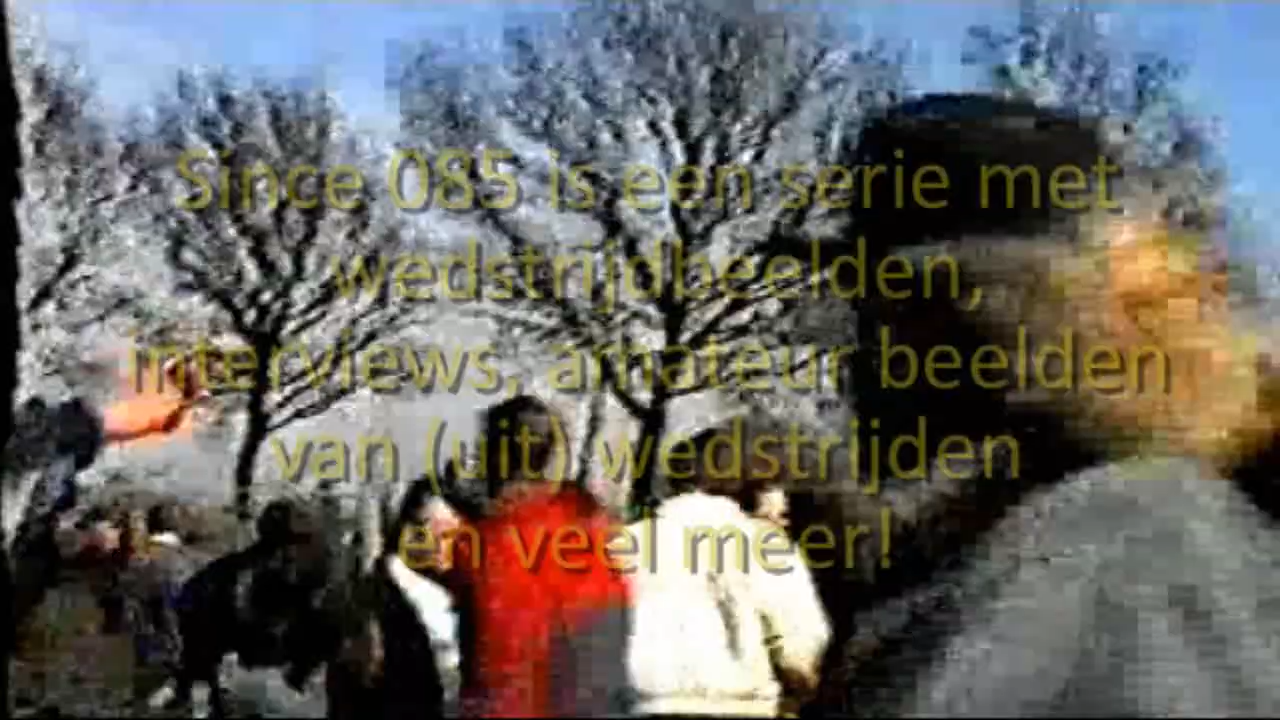 Since 085 is een serie met
wedstrijdbeelden,
interviews, amateur beelden
van (uit) wedstrijden
en veel meer!